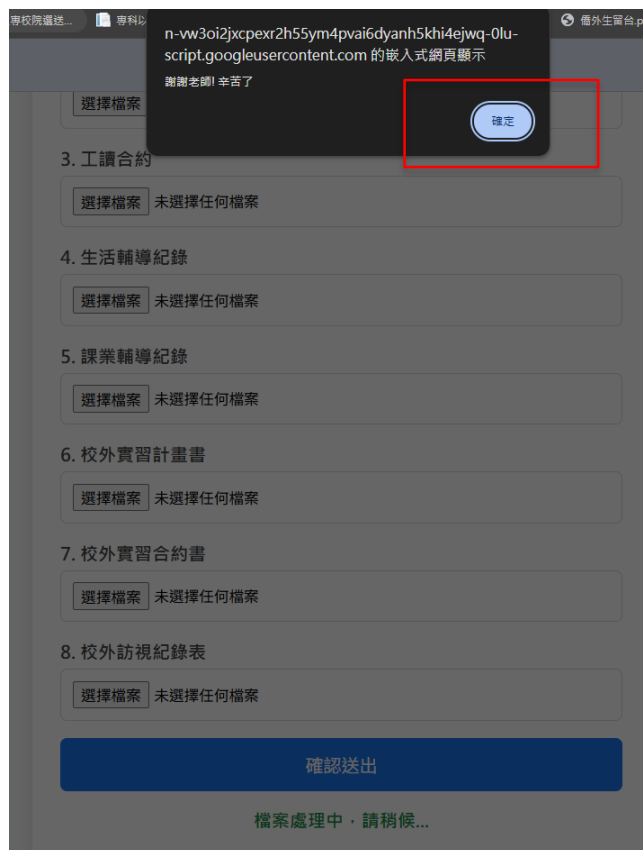 專校院遴送...
專科以
僑外生留台.p
n-vw3oi2jxcpexr2h55ym4pvai6dyanh5khi4ejwq-0lu-
script.googleusercontent.com 的嵌入式網頁顯示
謝謝老師! 辛苦了
確定
選擇檔案
3. 工讀合約
選擇檔案 未選擇任何檔案
4. 生活輔導紀錄
選擇檔案 未選擇任何檔案
5. 課業輔導紀錄
選擇檔案 未選擇任何檔案
6. 校外實習計畫書
選擇檔案 未選擇任何檔案
7. 校外實習合約書
選擇檔案 未選擇任何檔案
8. 校外訪視紀錄表
選擇檔案 未選擇任何檔案
確認送出
檔案處理中，請稍候...